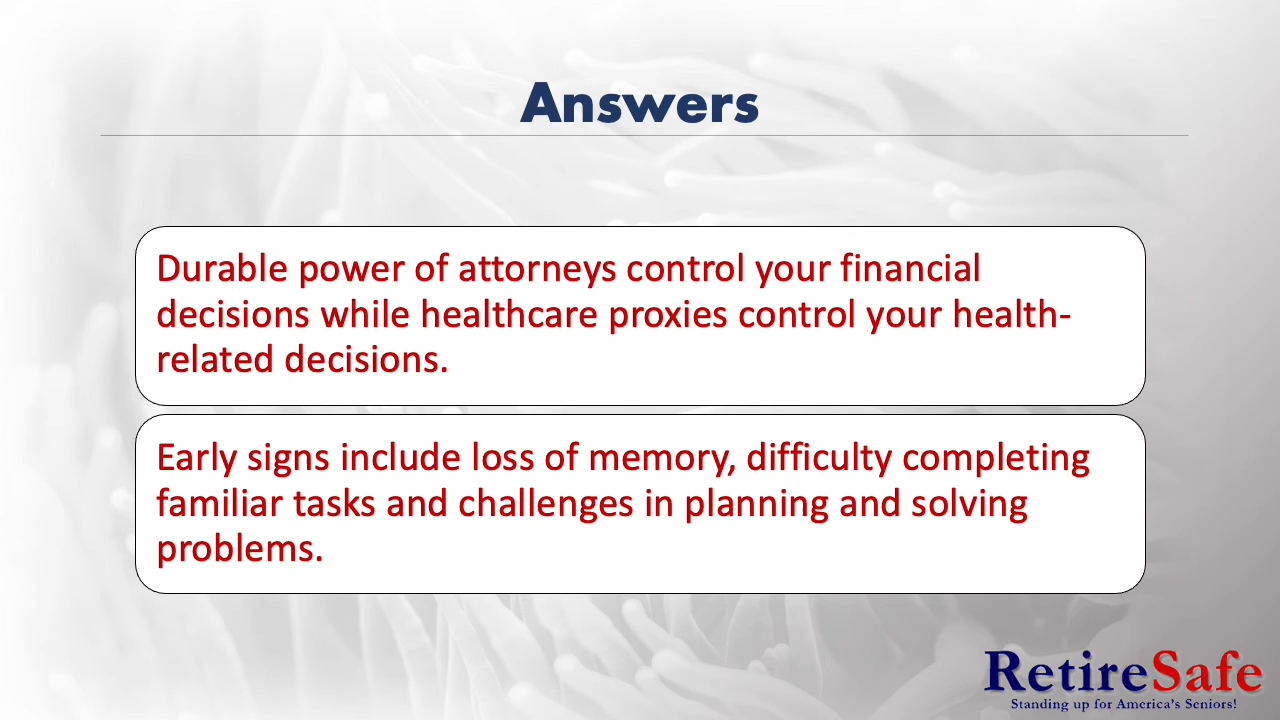 Answers
Durable power of attorneys control your financial
decisions while healthcare proxies control your health-
related decisions.
Early signs include loss of memory, difficulty completing
familiar tasks and challenges in planning and solving
problems.
RetireSafe
Standing up for America's Seniors!